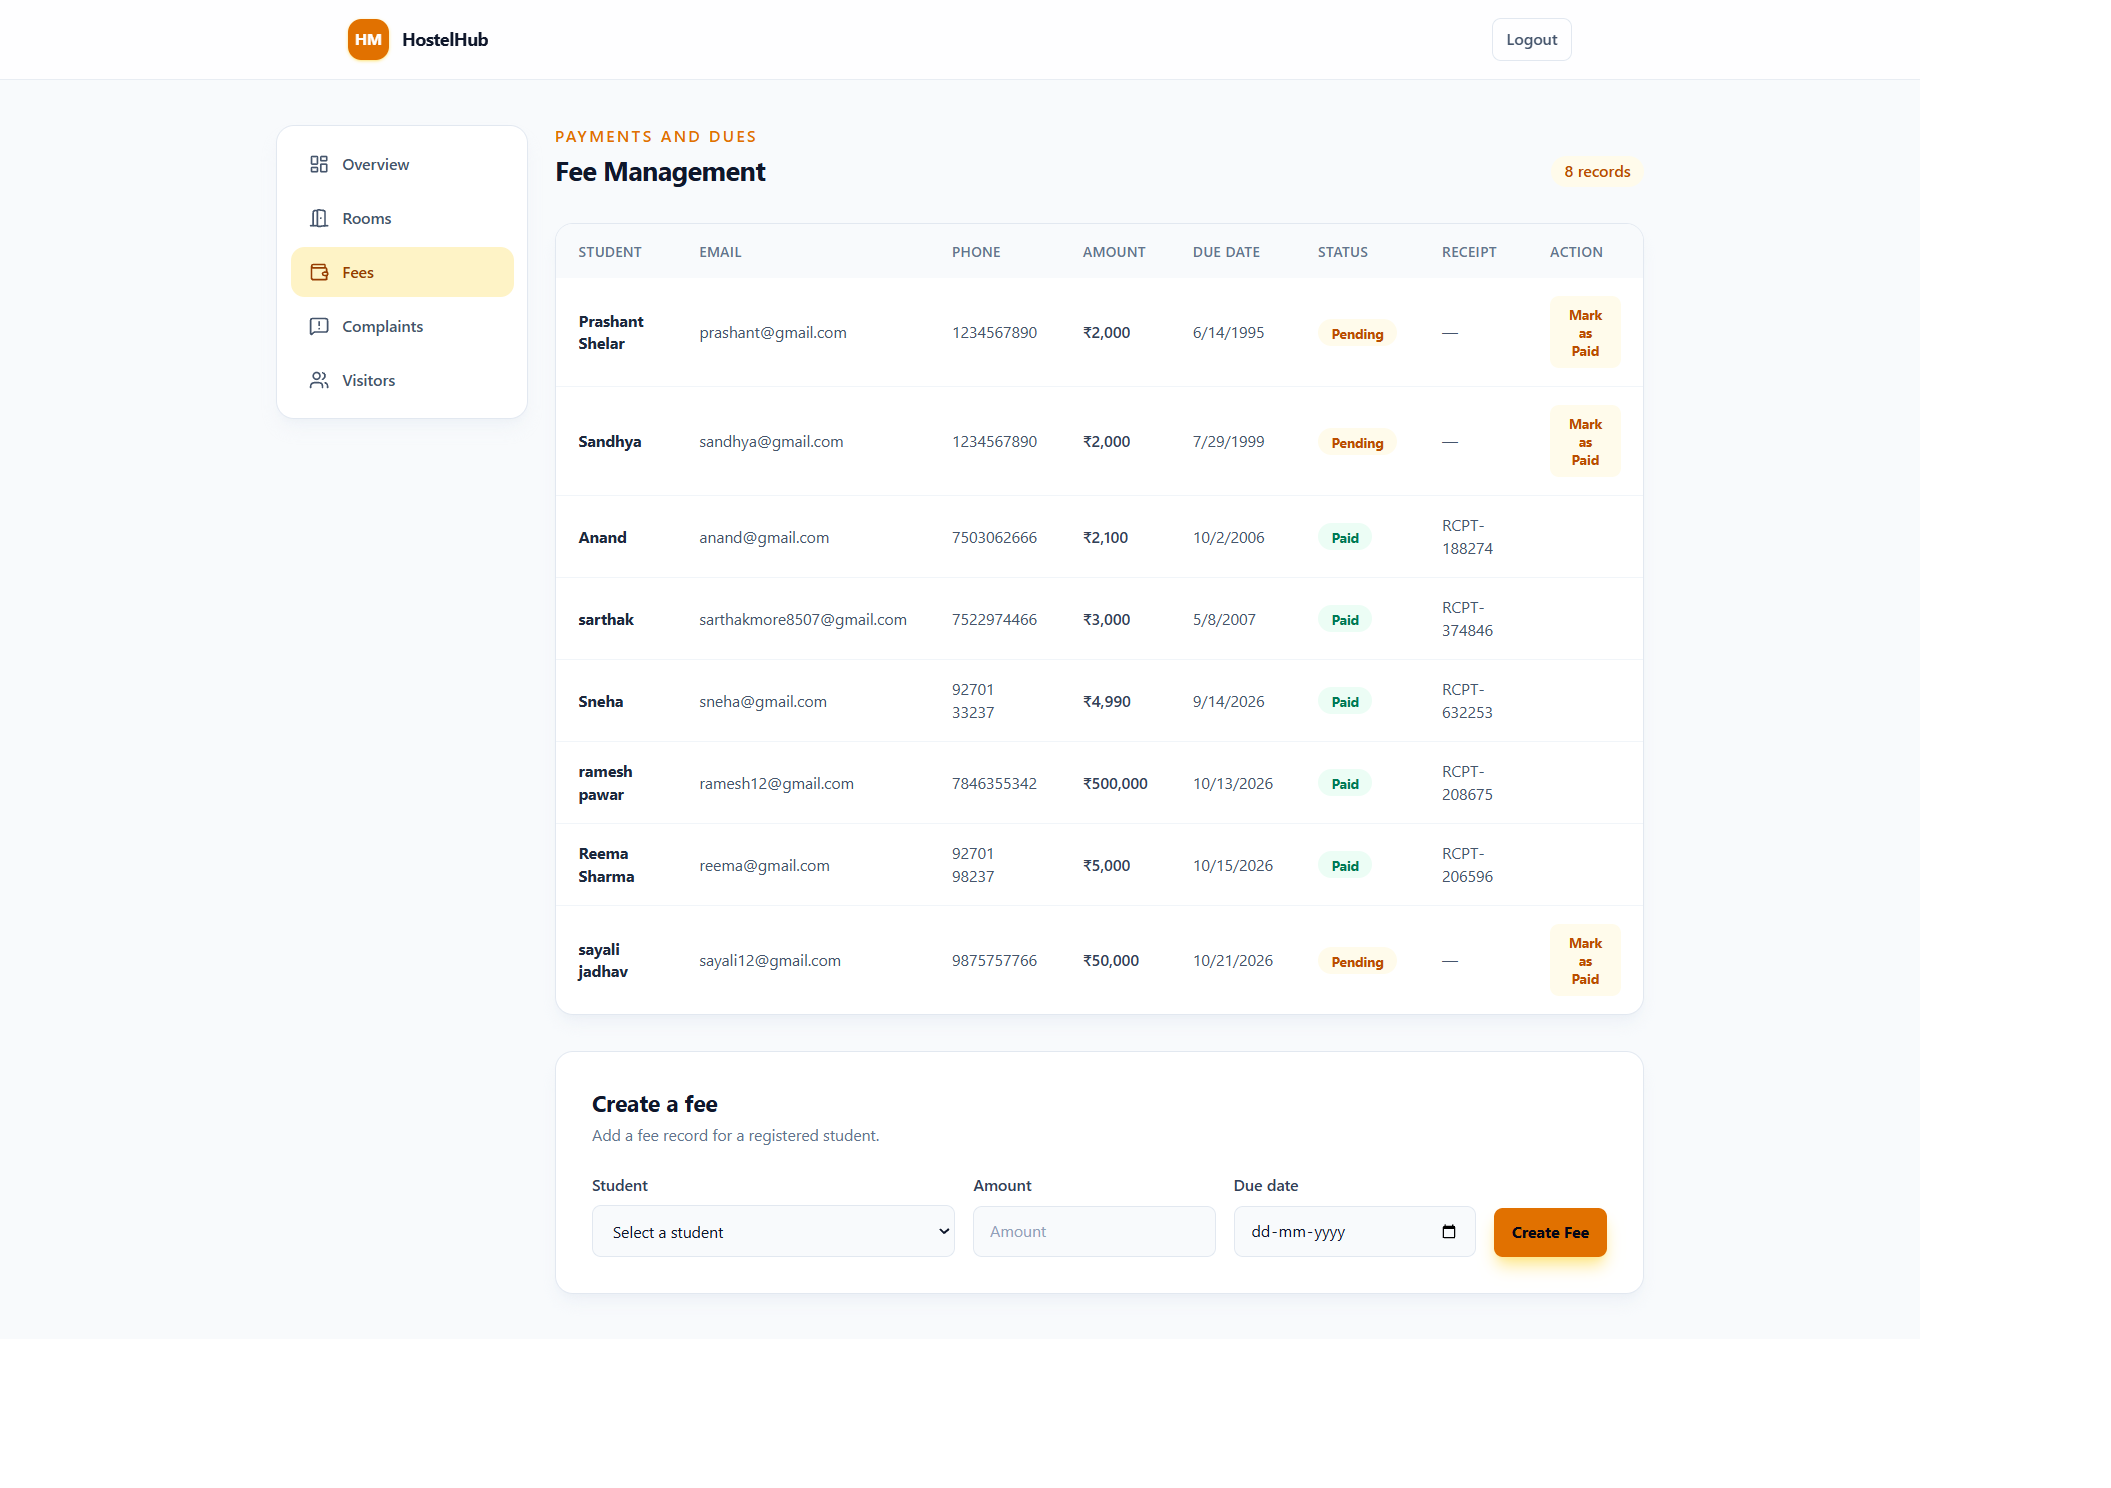 HM HostelHub
Logout
Overview
Rooms
Fees
Complaints
Visitors
PAYMENTS AND DUES
Fee Management
8 records
STUDENT EMAIL PHONE AMOUNT DUE DATE STATUS RECEIPT ACTION
Prashant
Shelar
prashant@gmail.com 1234567890 ₹2,000 6/14/1995 Pending —
Mark
as
Paid
Sandhya sandhya@gmail.com 1234567890 ₹2,000 7/29/1999 Pending —
Mark
as
Paid
Anand anand@gmail.com 7503062666 ₹2,100 10/2/2006 Paid
RCPT-
188274
sarthak sarthakmore8507@gmail.com 7522974466 ₹3,000 5/8/2007 Paid
RCPT-
374846
Sneha sneha@gmail.com
92701
33237
₹4,990 9/14/2026 Paid
RCPT-
632253
ramesh
pawar
ramesh12@gmail.com 7846355342 ₹500,000 10/13/2026 Paid
RCPT-
208675
Reema
Sharma
reema@gmail.com
92701
98237
₹5,000 10/15/2026 Paid
RCPT-
206596
sayali
jadhav
sayali12@gmail.com 9875757766 ₹50,000 10/21/2026 Pending —
Mark
as
Paid
Create a fee
Add a fee record for a registered student.
Student Amount Due date
Select a student Amount dd-mm-yyyy Create Fee